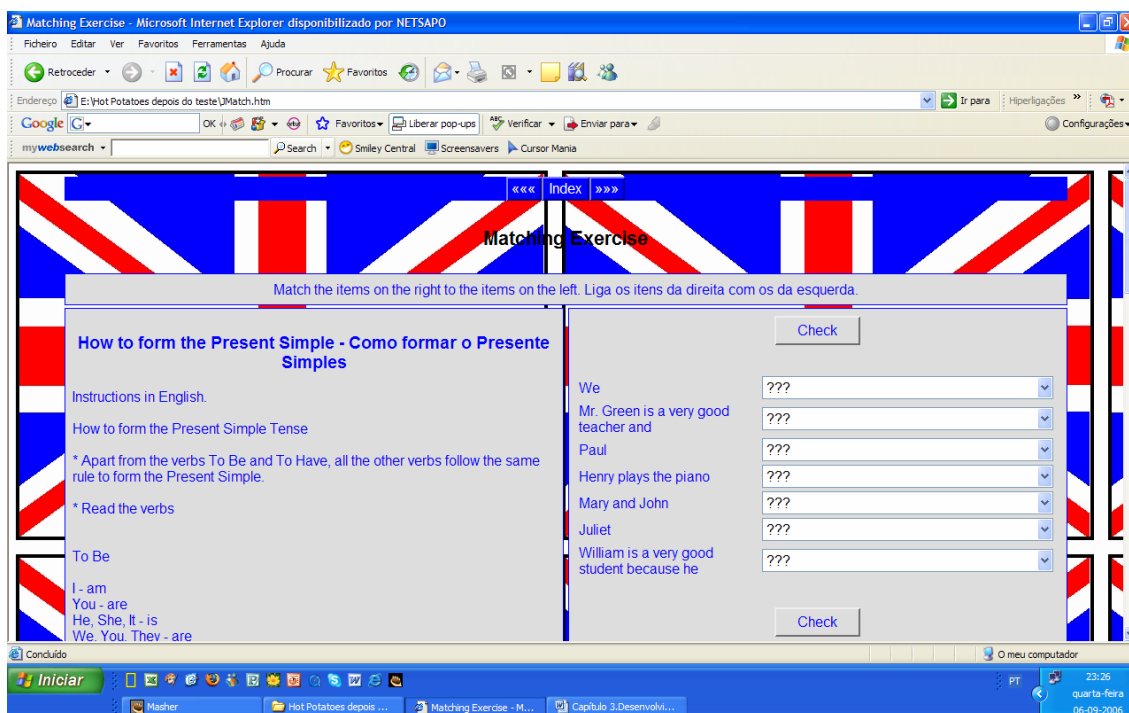 Matching Exercise - Microsoft Internet Explorer disponibilizado por NETSAPO
Ficheiro Editar Ver Favoritos Ferramentas Ajuda
Retroceder Procurar Favoritos
Endereço E:\Hot Potatoes depois do teste\JMatch.htm Ir para Hiperligações »
Google G OK Favoritos Liberar pop-ups ABC Verificar Enviar para Configurações
mywebsearch Search Smiley Central Screensavers Cursor Mania
««« Index »»»
Matching Exercise
Match the items on the right to the items on the left. Liga os itens da direita com os da esquerda.
How to form the Present Simple - Como formar o Presente
Simples
Instructions in English.
How to form the Present Simple Tense
* Apart from the verbs To Be and To Have, all the other verbs follow the same
rule to form the Present Simple.
* Read the verbs
To Be
I - am
You - are
He, She, It - is
We, You, They - are
Check
We ???
Mr. Green is a very good
teacher and ???
Paul ???
Henry plays the piano ???
Mary and John ???
Juliet ???
William is a very good
student because he ???
Check
Concluído O meu computador
Iniciar PT 23:26
quarta-feira
Masher Hot Potatoes depois ... Matching Exercise - M... Capítulo 3.Desenvolvi... 06-09-2006